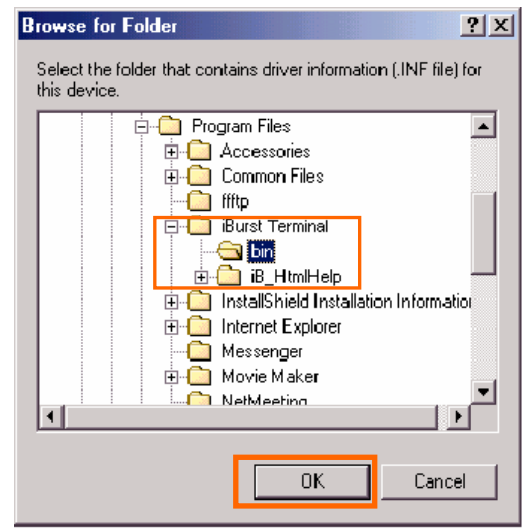 Browse for Folder
Select the folder that contains driver information (.INF file) for
this device.
Program Files
Accessories
Common Files
ffftp
iBurst Terminal
bin
iB_HtmlHelp
InstallShield Installation Information
Internet Explorer
Messenger
Movie Maker
NetMeeting
OK Cancel